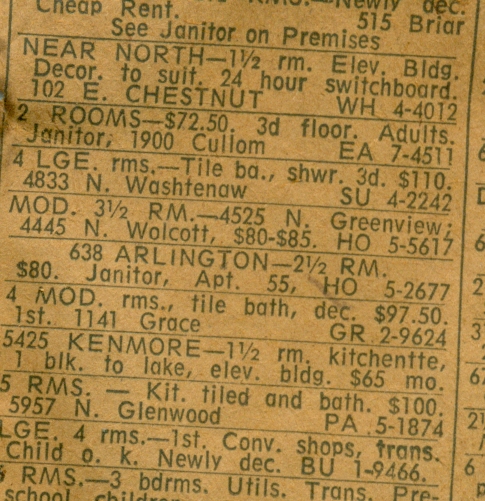 RMS.—Newly dec.
Cheap Rent. 515 Briar
See Janitor on Premises
NEAR NORTH—1½ rm. Elev. Bldg.
Decor. to suit. 24 hour switchboard.
102 E. CHESTNUT WH 4-4012
2 ROOMS—$72.50. 3d floor. Adults.
Janitor, 1900 Cullom EA 7-4511
4 LGE. rms.—Tile ba., shwr. 3d. $110.
4833 N. Washtenaw SU 4-2242
MOD. 3½ RM.—4525 N. Greenview;
4445 N. Wolcott, $80-$85. HO 5-5617
638 ARLINGTON—2½ RM.
$80. Janitor, Apt. 55, HO 5-2677
4 MOD. rms., tile bath, dec. $97.50.
1st. 1141 Grace GR 2-9624
5425 KENMORE—1½ rm. kitchentte,
1 blk. to lake, elev. bldg. $65 mo.
5 RMS. — Kit. tiled and bath. $100.
5957 N. Glenwood PA 5-1874
LGE. 4 rms.—1st. Conv. shops, trans.
Child o. k. Newly dec. BU 1-9466.
RMS.—3 bdrms. Utils. Trans. Pre-
school children